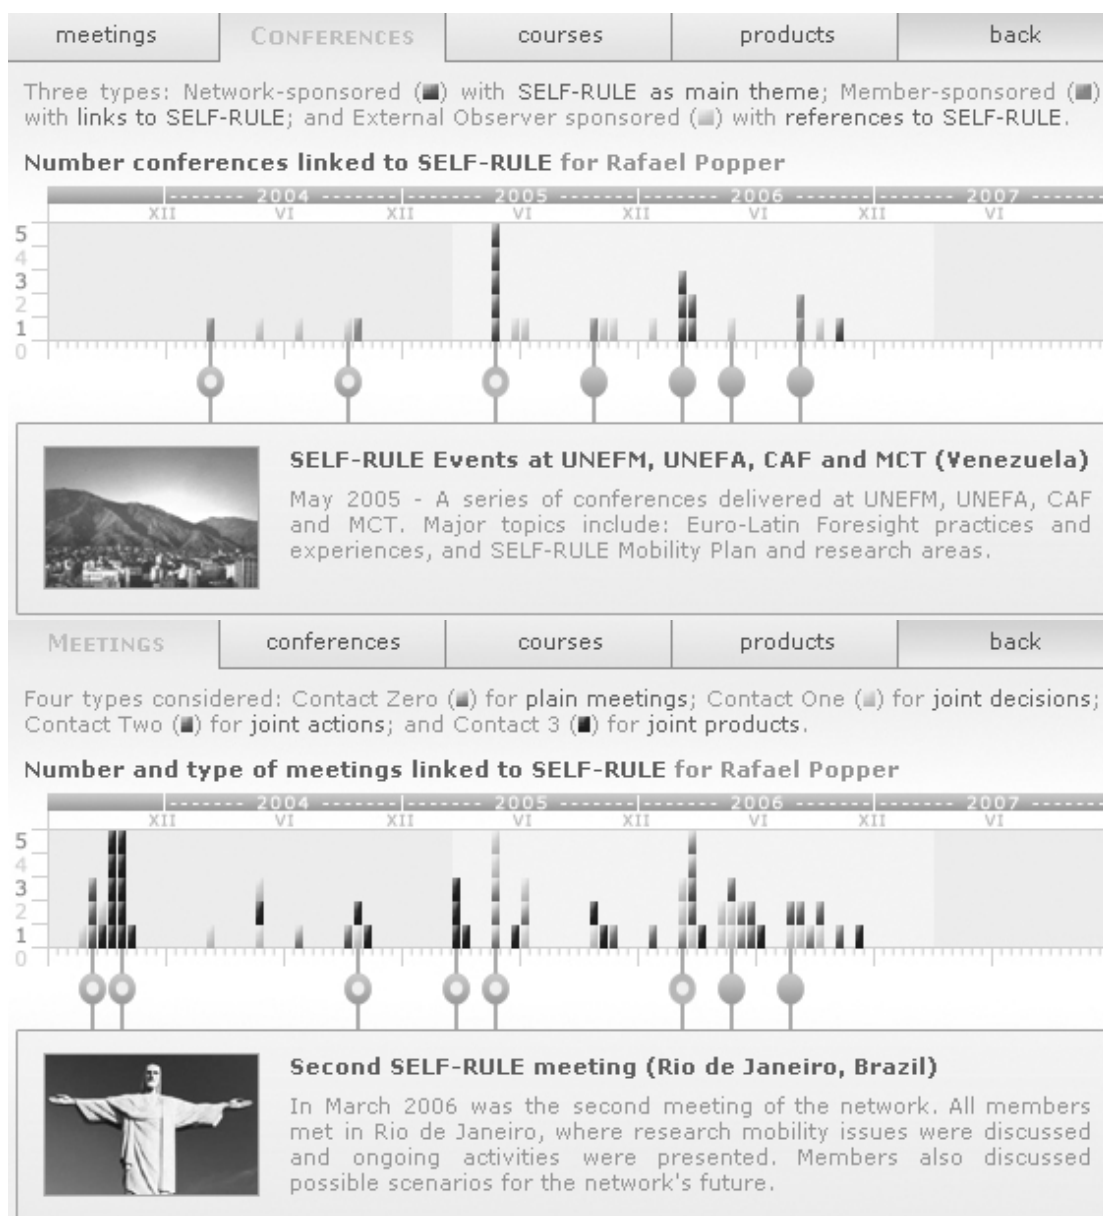 meetings CONFERENCES courses products back
Three types: Network-sponsored ( ) with SELF-RULE as main theme; Member-sponsored ( )
with links to SELF-RULE; and External Observer sponsored ( ) with references to SELF-RULE.
Number conferences linked to SELF-RULE for Rafael Popper
|------- 2004 -------|------- 2005 -------|------- 2006 -------|------- 2007 ------
XII VI XII VI XII VI XII VI
5
4
3
2
1
0
SELF-RULE Events at UNEFM, UNEFA, CAF and MCT (Venezuela)
May 2005 - A series of conferences delivered at UNEFM, UNEFA, CAF
and MCT. Major topics include: Euro-Latin Foresight practices and
experiences, and SELF-RULE Mobility Plan and research areas.
MEETINGS conferences courses products back
Four types considered: Contact Zero ( ) for plain meetings; Contact One ( ) for joint decisions;
Contact Two ( ) for joint actions; and Contact 3 ( ) for joint products.
Number and type of meetings linked to SELF-RULE for Rafael Popper
|------- 2004 -------|------- 2005 -------|------- 2006 -------|------- 2007 ------
XII VI XII VI XII VI XII VI
5
4
3
2
1
0
Second SELF-RULE meeting (Rio de Janeiro, Brazil)
In March 2006 was the second meeting of the network. All members
met in Rio de Janeiro, where research mobility issues were discussed
and ongoing activities were presented. Members also discussed
possible scenarios for the network's future.